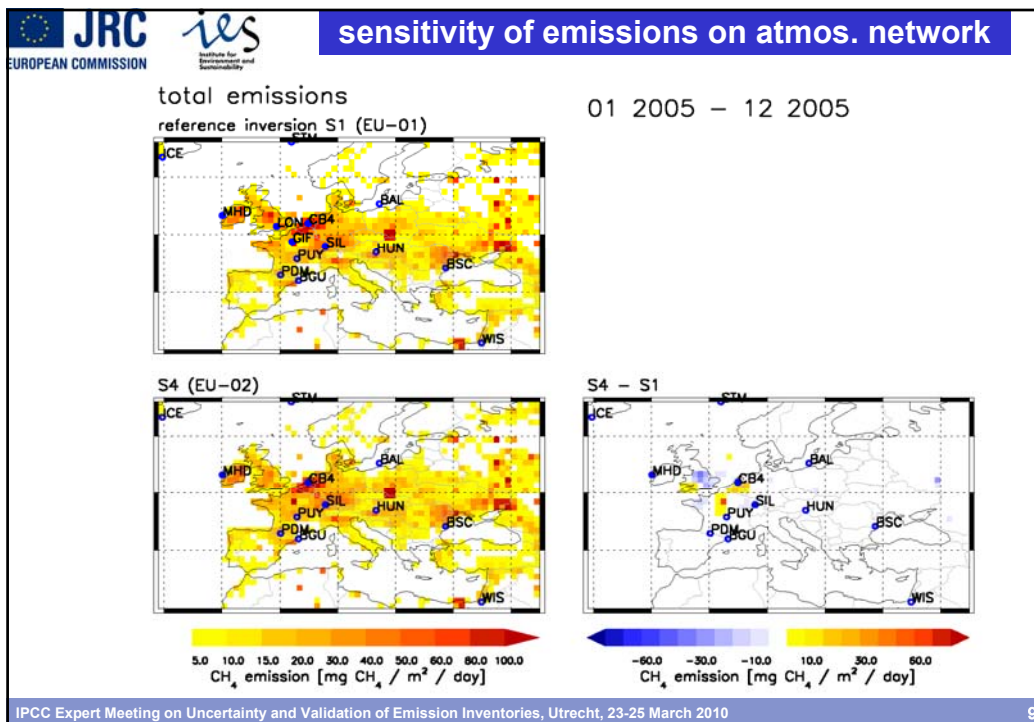 JRC
EUROPEAN COMMISSION
ies
Institute for
Environment and
Sustainability
sensitivity of emissions on atmos. network
total emissions
01 2005 – 12 2005
reference inversion S1 (EU-01)
STM
ICE
MHD
BAL
LON
CB4
GIF
SIL
HUN
PUY
BSC
PDM
BGU
WIS
S4 (EU-02)
STM
ICE
MHD
BAL
CB4
SIL
HUN
PUY
BSC
PDM
BGU
WIS
S4 – S1
STM
ICE
MHD
BAL
CB4
SIL
HUN
PUY
BSC
PDM
BGU
WIS
5.0 10.0 15.0 20.0 30.0 40.0 60.0 80.0 100.0
CH₄ emission [mg CH₄ / m² / day]
-60.0 -30.0 -10.0 10.0 30.0 60.0
CH₄ emission [mg CH₄ / m² / day]
IPCC Expert Meeting on Uncertainty and Validation of Emission Inventories, Utrecht, 23-25 March 2010